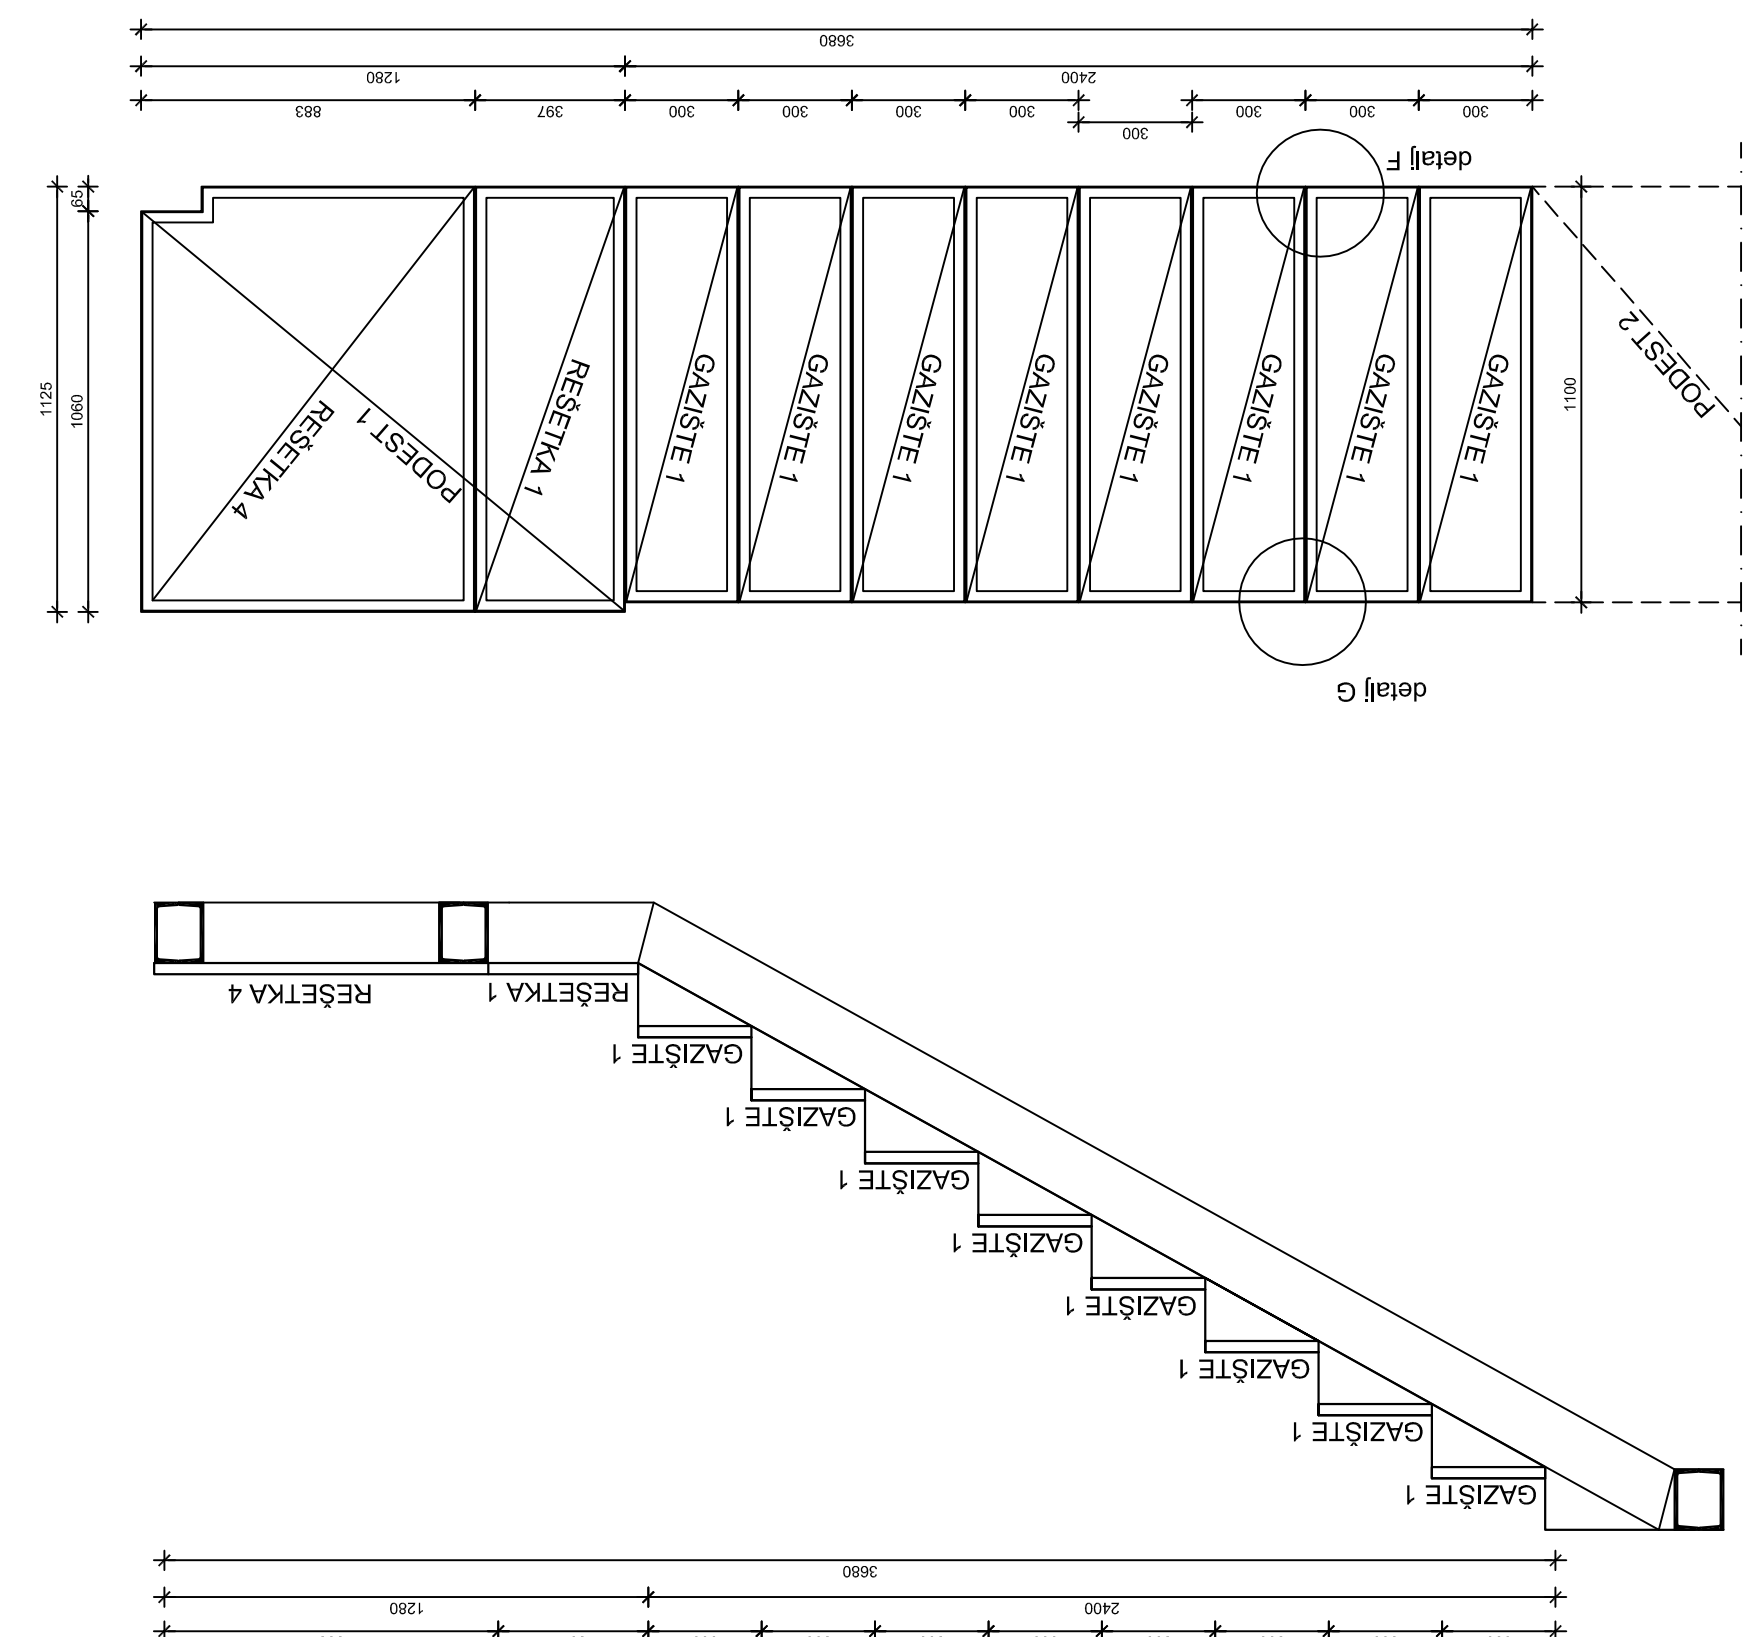 2400
1280
3680
GAZIŠTE 1
GAZIŠTE 1
GAZIŠTE 1
GAZIŠTE 1
GAZIŠTE 1
GAZIŠTE 1
GAZIŠTE 1
GAZIŠTE 1
REŠETKA 1
REŠETKA 4
detalj G
PODEST 2
1100
GAZIŠTE 1
GAZIŠTE 1
GAZIŠTE 1
GAZIŠTE 1
GAZIŠTE 1
GAZIŠTE 1
GAZIŠTE 1
GAZIŠTE 1
REŠETKA 1
PODEST 1
REŠETKA 4
1060
1125
65
detalj F
300
300
300
300
300
300
300
300
397
883
2400
1280
3680